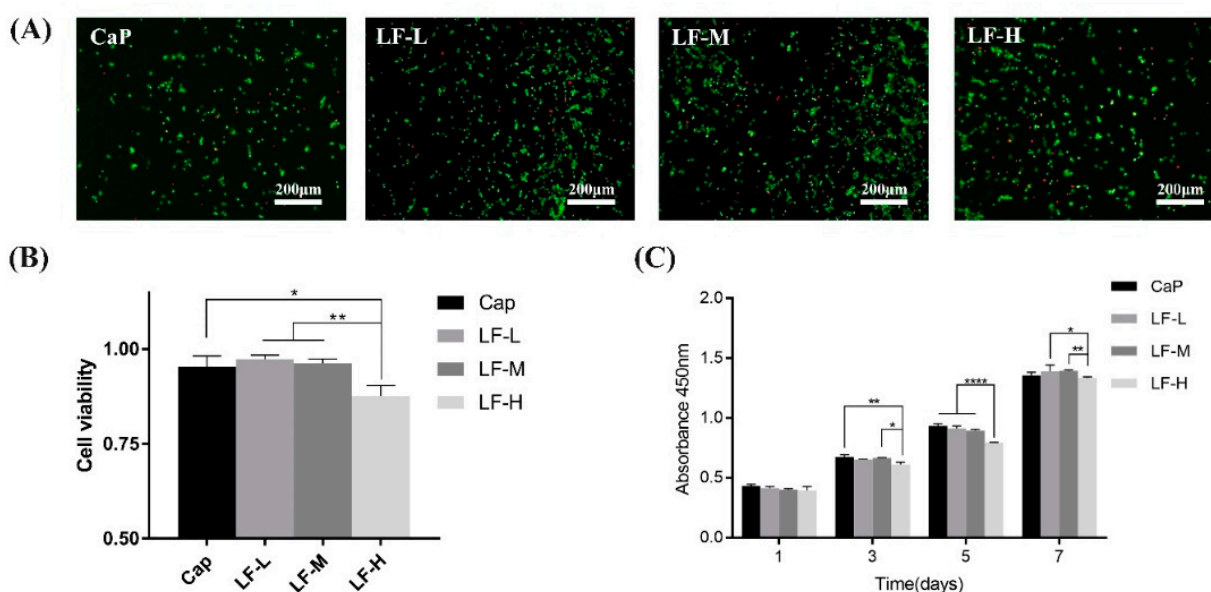 (A)
CaP
LF-L
LF-M
LF-H
200μm
200μm
200μm
200μm
(B)
Cell viability
1.00
0.75
0.50
*
**
Cap
LF-L
LF-M
LF-H
Cap
LF-L
LF-M
LF-H
(C)
Absorbance 450nm
2.0
1.5
1.0
0.5
0.0
**
*
****
*
**
CaP
LF-L
LF-M
LF-H
1
3
5
7
Time(days)